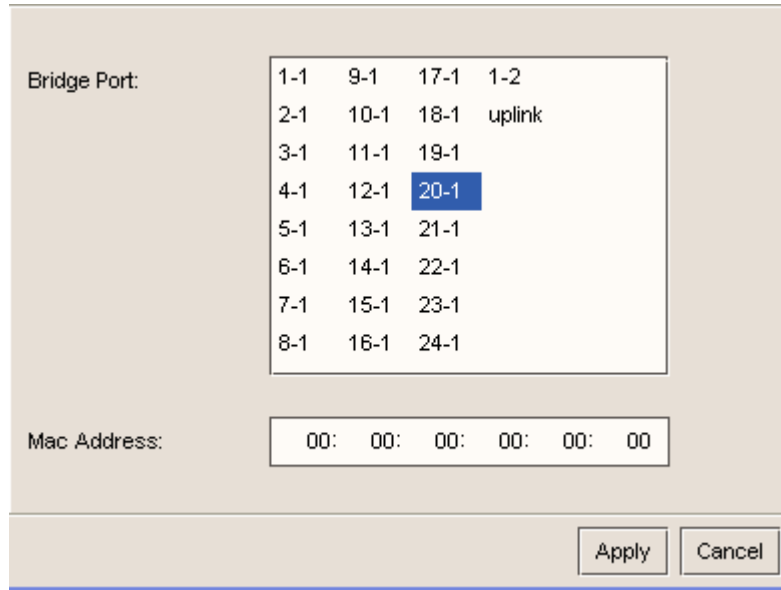 Bridge Port:
1-1 9-1 17-1 1-2
2-1 10-1 18-1 uplink
3-1 11-1 19-1
4-1 12-1 20-1
5-1 13-1 21-1
6-1 14-1 22-1
7-1 15-1 23-1
8-1 16-1 24-1
Mac Address: 00: 00: 00: 00: 00: 00
Apply Cancel